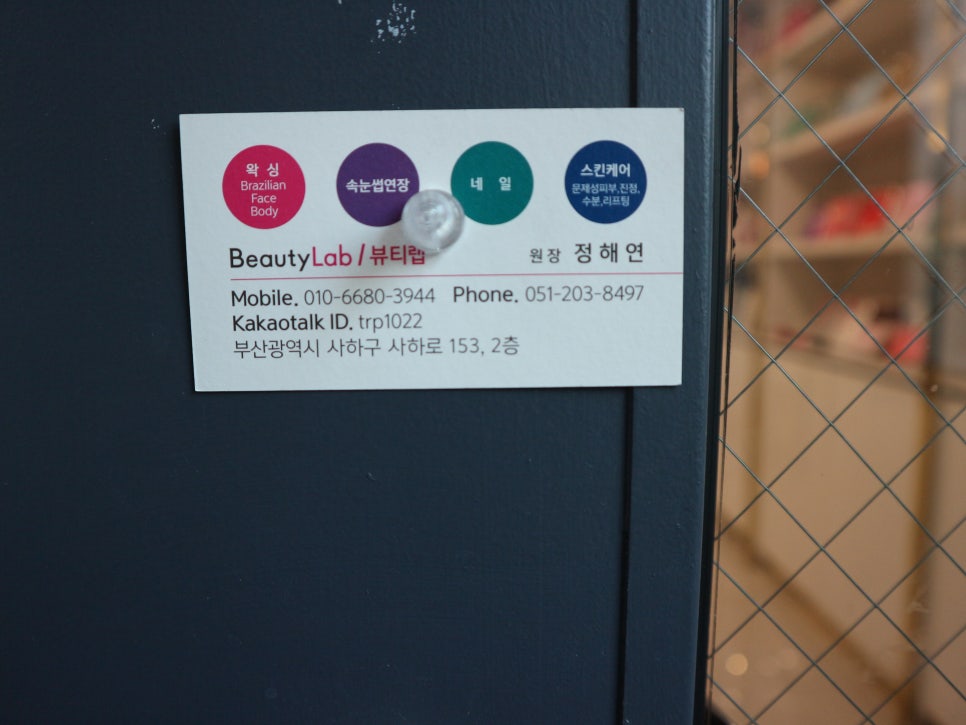 왁 싱
Brazilian
Face
Body
속눈썹연장
네 일
스킨케어
문제성피부,진정,
수분,리프팅
BeautyLab / 뷰티랩
원장 정해연
Mobile. 010-6680-3944 Phone. 051-203-8497
Kakaotalk ID. trp1022
부산광역시 사하구 사하로 153, 2층